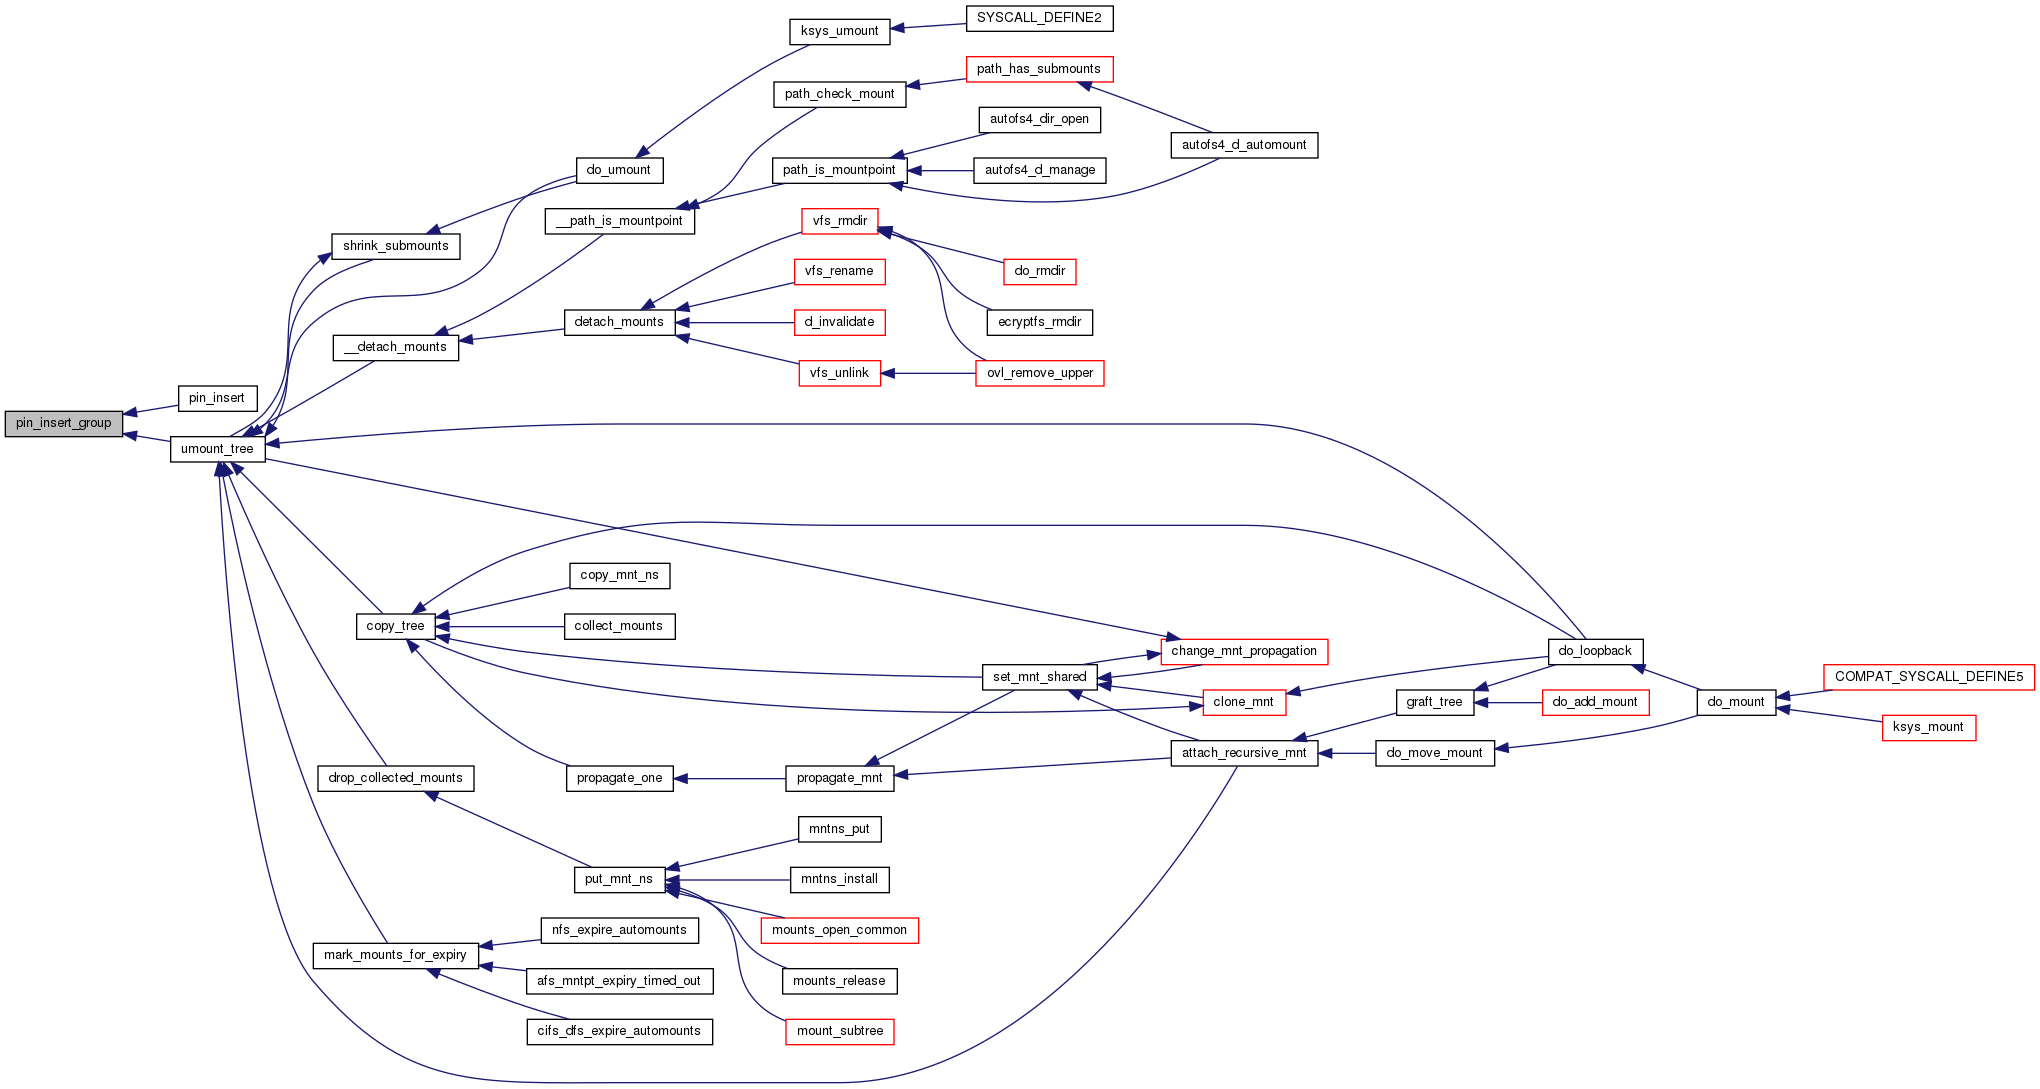 SYSCALL_DEFINE2
ksys_umount
path_has_submounts
path_check_mount
autofs4_dir_open
autofs4_d_automount
do_umount
path_is_mountpoint
autofs4_d_manage
__path_is_mountpoint
vfs_rmdir
shrink_submounts
vfs_rename
do_rmdir
detach_mounts
d_invalidate
ecryptfs_rmdir
__detach_mounts
vfs_unlink
ovl_remove_upper
pin_insert
pin_insert_group
umount_tree
copy_mnt_ns
copy_tree
collect_mounts
change_mnt_propagation
do_loopback
set_mnt_shared
COMPAT_SYSCALL_DEFINE5
clone_mnt
graft_tree
do_add_mount
do_mount
ksys_mount
attach_recursive_mnt
do_move_mount
drop_collected_mounts
propagate_one
propagate_mnt
mntns_put
put_mnt_ns
mntns_install
nfs_expire_automounts
mounts_open_common
mark_mounts_for_expiry
afs_mntpt_expiry_timed_out
mounts_release
cifs_dfs_expire_automounts
mount_subtree